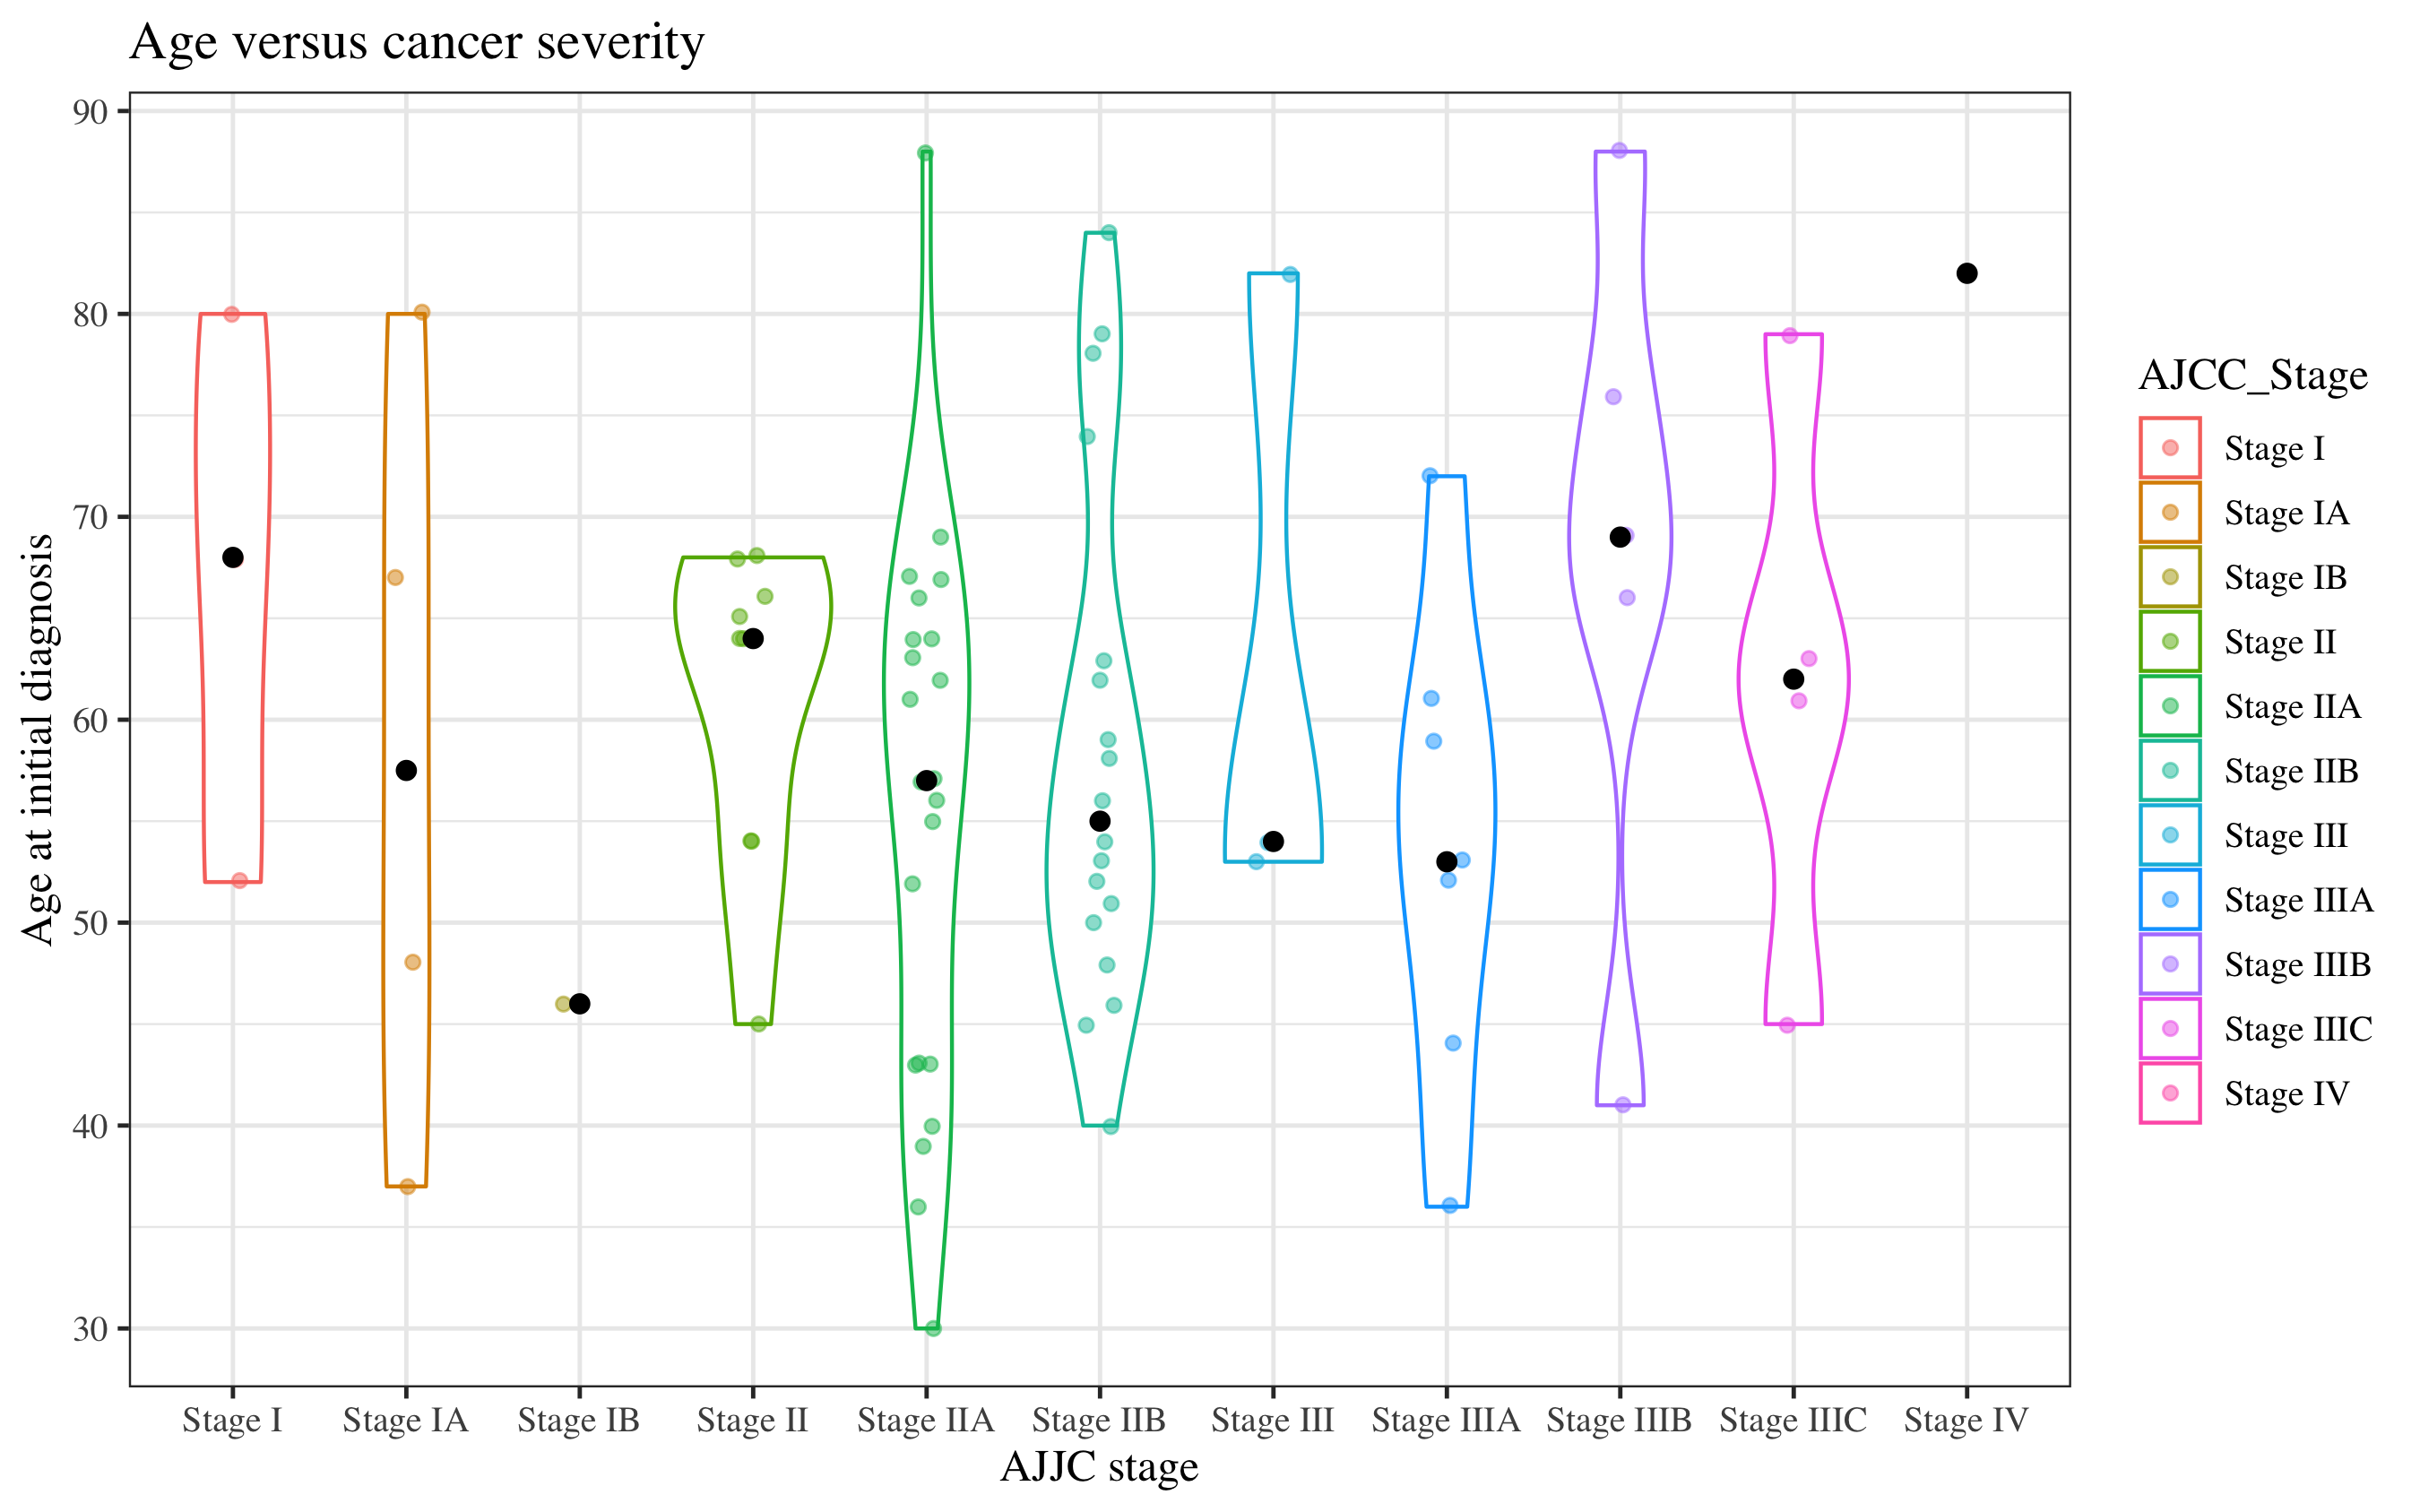 Age versus cancer severity
Age at initial diagnosis
90
80
70
60
50
40
30
Stage I
Stage IA
Stage IB
Stage II
Stage IIA
Stage IIB
Stage III
Stage IIIA
Stage IIIB
Stage IIIC
Stage IV
AJJC stage
AJCC_Stage
Stage I
Stage IA
Stage IB
Stage II
Stage IIA
Stage IIB
Stage III
Stage IIIA
Stage IIIB
Stage IIIC
Stage IV